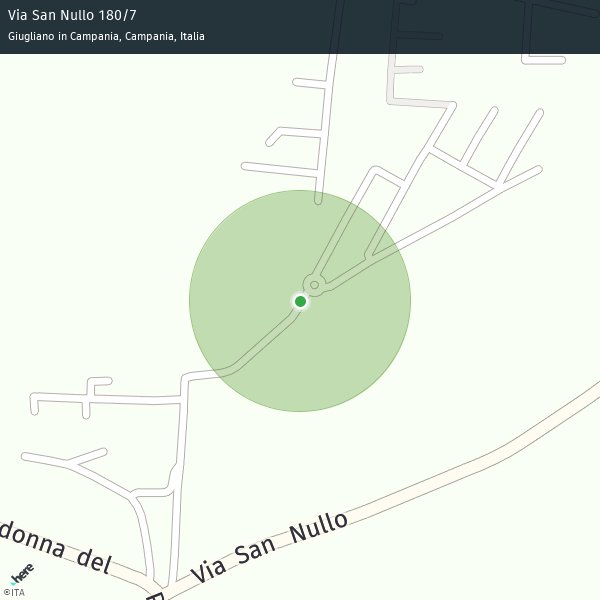 Via San Nullo 180/7
Giugliano in Campania, Campania, Italia
Via San Nullo
donna del
here
©ITA